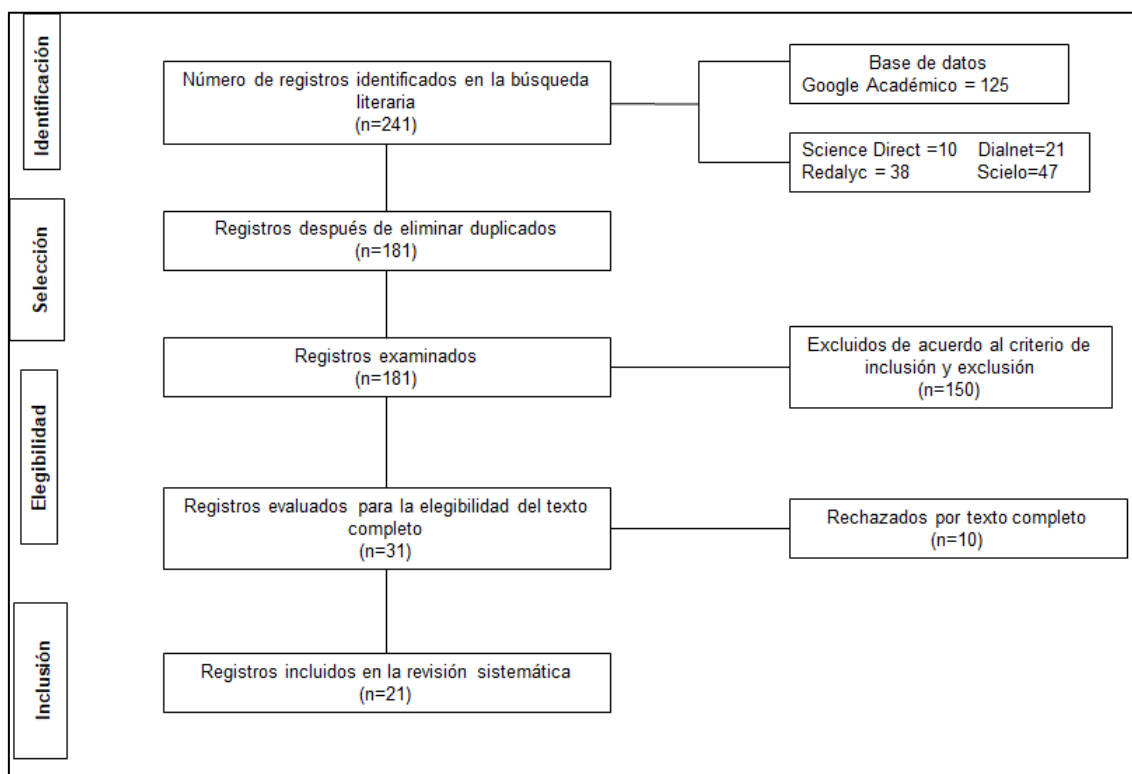 Identificación
Número de registros identificados en la búsqueda
literaria
(n=241)
Base de datos
Google Académico = 125
Science Direct =10 Dialnet=21
Redalyc = 38 Scielo=47
Selección
Registros después de eliminar duplicados
(n=181)
Registros examinados
(n=181)
Excluidos de acuerdo al criterio de
inclusión y exclusión
(n=150)
Elegibilidad
Registros evaluados para la elegibilidad del texto
completo
(n=31)
Rechazados por texto completo
(n=10)
Inclusión
Registros incluidos en la revisión sistemática
(n=21)